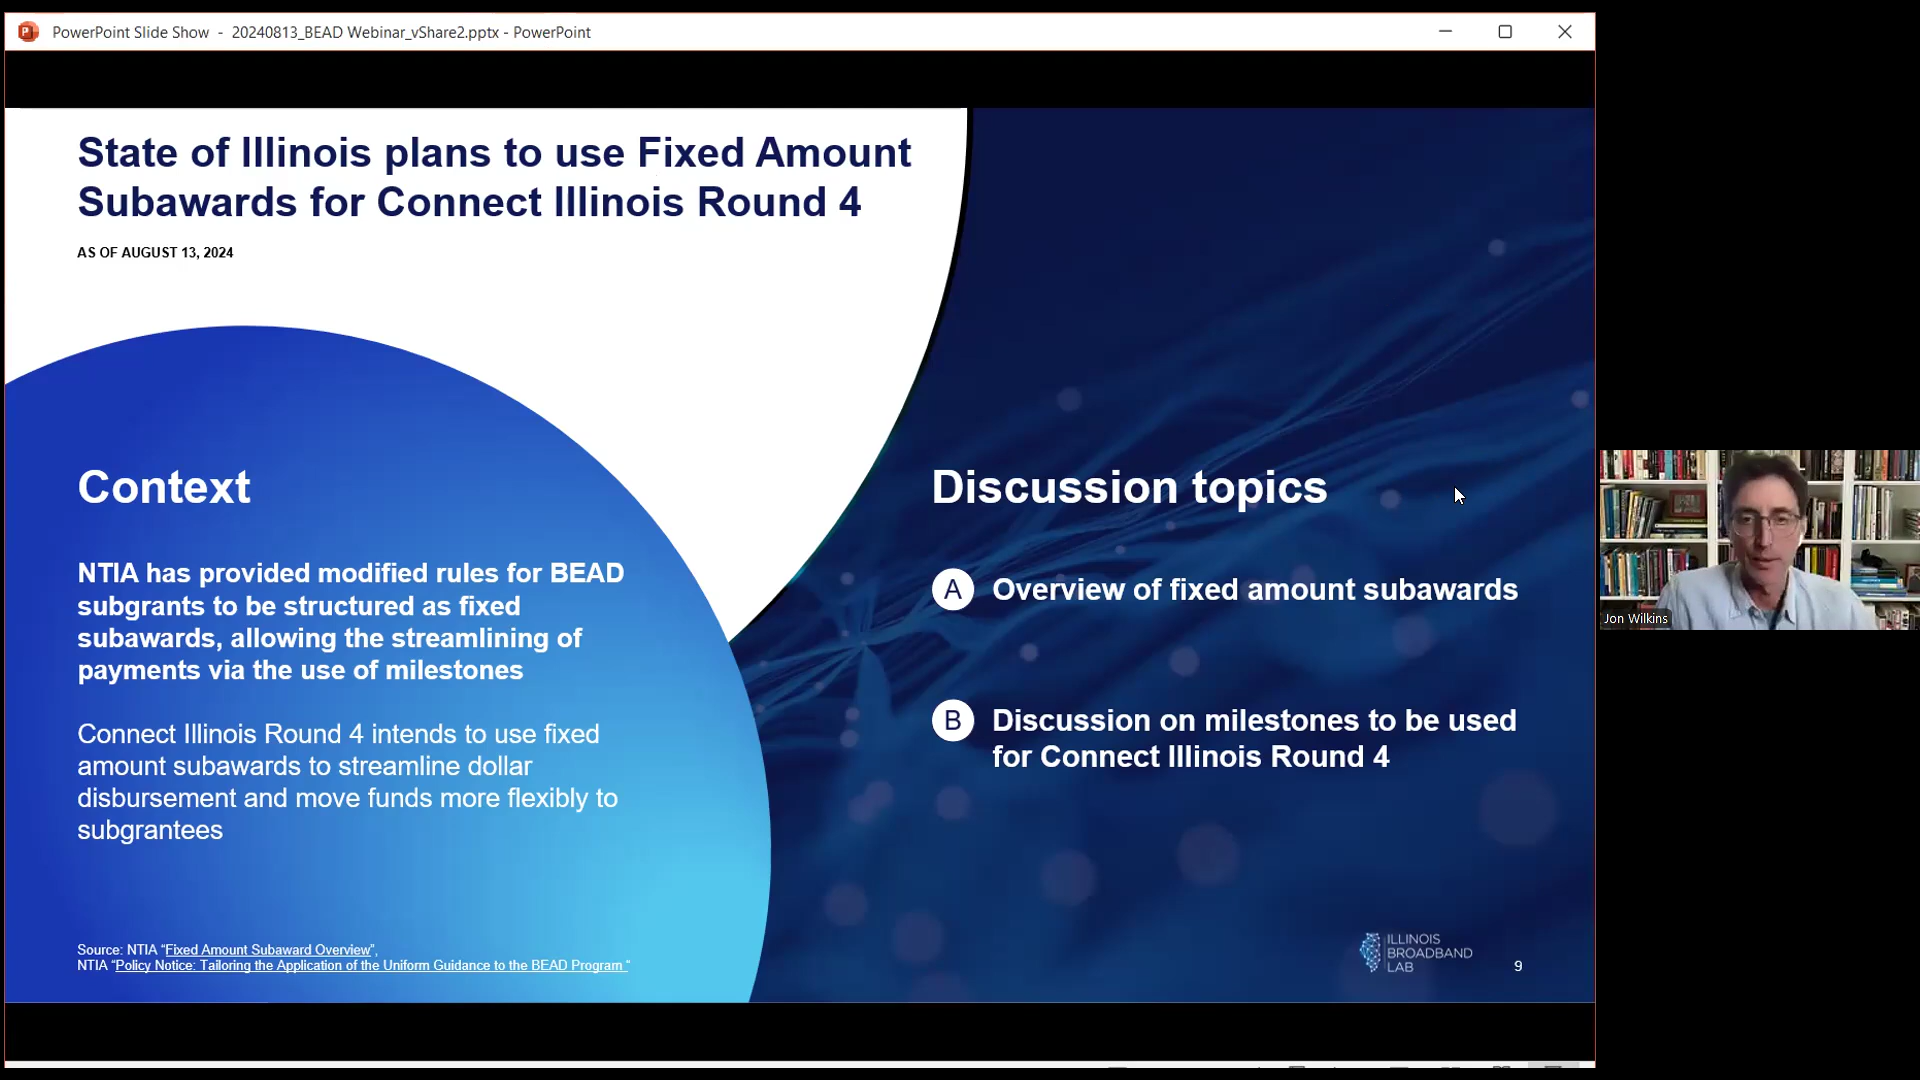 PowerPoint Slide Show - 20240813_BEAD Webinar_vShare2.pptx - PowerPoint
State of Illinois plans to use Fixed Amount
Subawards for Connect Illinois Round 4
AS OF AUGUST 13, 2024
Context
NTIA has provided modified rules for BEAD
subgrants to be structured as fixed
subawards, allowing the streamlining of
payments via the use of milestones
Connect Illinois Round 4 intends to use fixed
amount subawards to streamline dollar
disbursement and move funds more flexibly to
subgrantees
Source: NTIA “Fixed Amount Subaward Overview”,
NTIA “Policy Notice: Tailoring the Application of the Uniform Guidance to the BEAD Program ”
Discussion topics
A Overview of fixed amount subawards
B Discussion on milestones to be used
for Connect Illinois Round 4
ILLINOIS
BROADBAND
LAB
9
Jon Wilkins